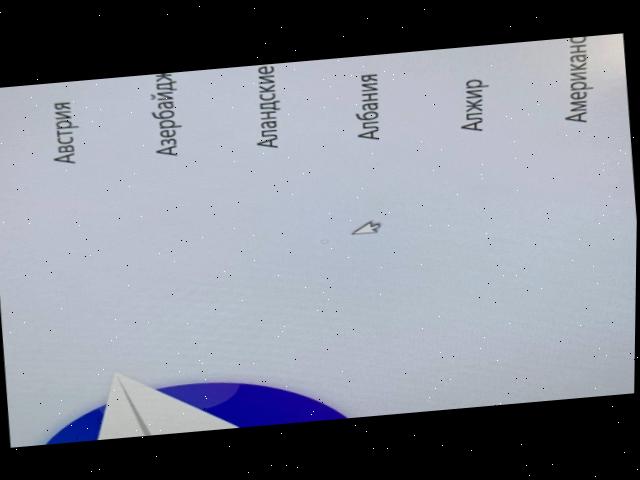 Австрия
Азербайдж
Аландские
Албания
Алжир
Американс